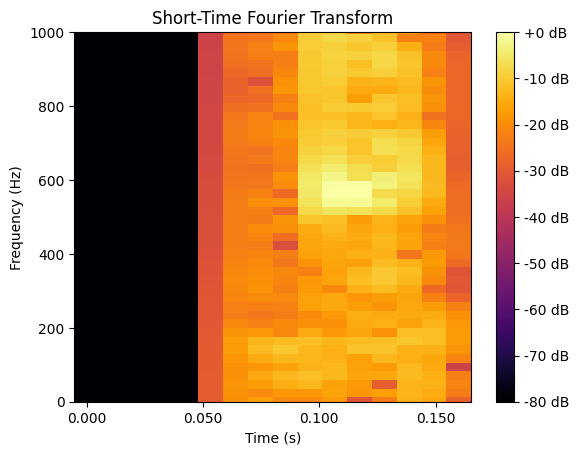 Short-Time Fourier Transform
1000
800
600
400
200
0
Frequency (Hz)
0.000
0.050
0.100
0.150
Time (s)
+0 dB
-10 dB
-20 dB
-30 dB
-40 dB
-50 dB
-60 dB
-70 dB
-80 dB